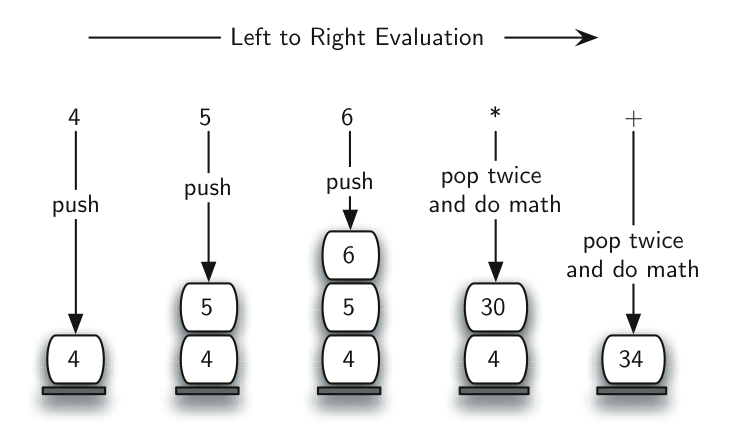 Left to Right Evaluation
4 5 6 * +
push push push pop twice and do math pop twice and do math
6
5 5 30
4 4 4 4 34